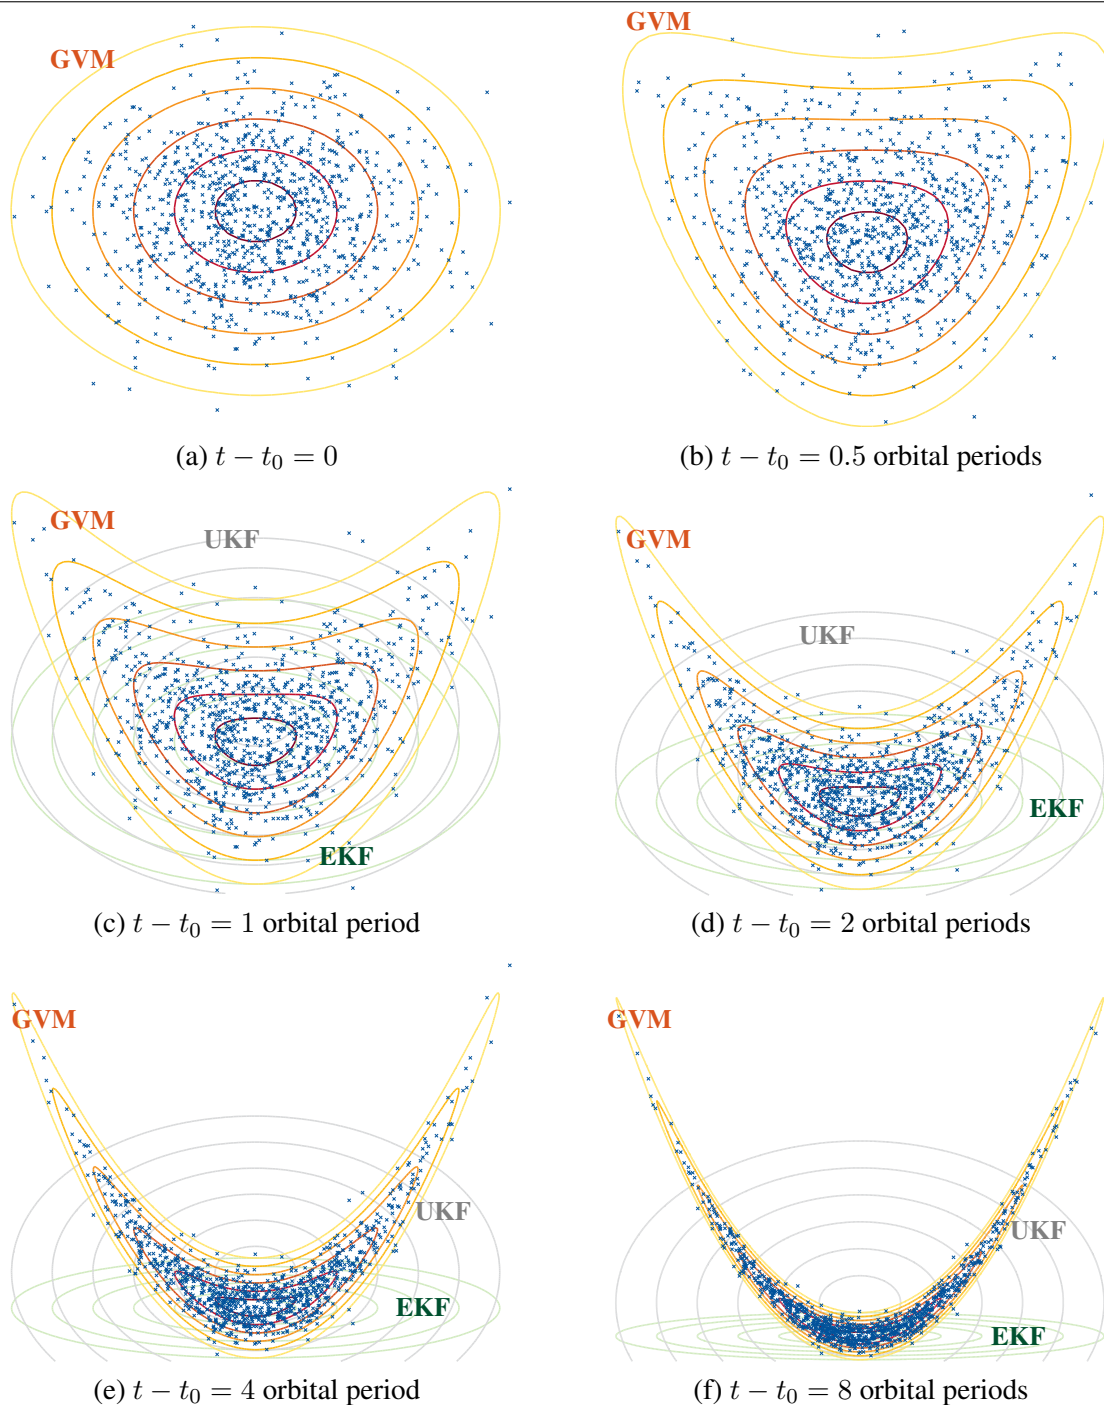 GVM
GVM
(a) t − t₀ = 0
(b) t − t₀ = 0.5 orbital periods
GVM
UKF
EKF
GVM
UKF
EKF
(c) t − t₀ = 1 orbital period
(d) t − t₀ = 2 orbital periods
GVM
UKF
EKF
GVM
UKF
EKF
(e) t − t₀ = 4 orbital period
(f) t − t₀ = 8 orbital periods